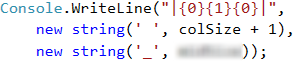 Console.WriteLine("|{0}{1}{0}|",
new string(' ', colSize + 1),
new string('_', ));